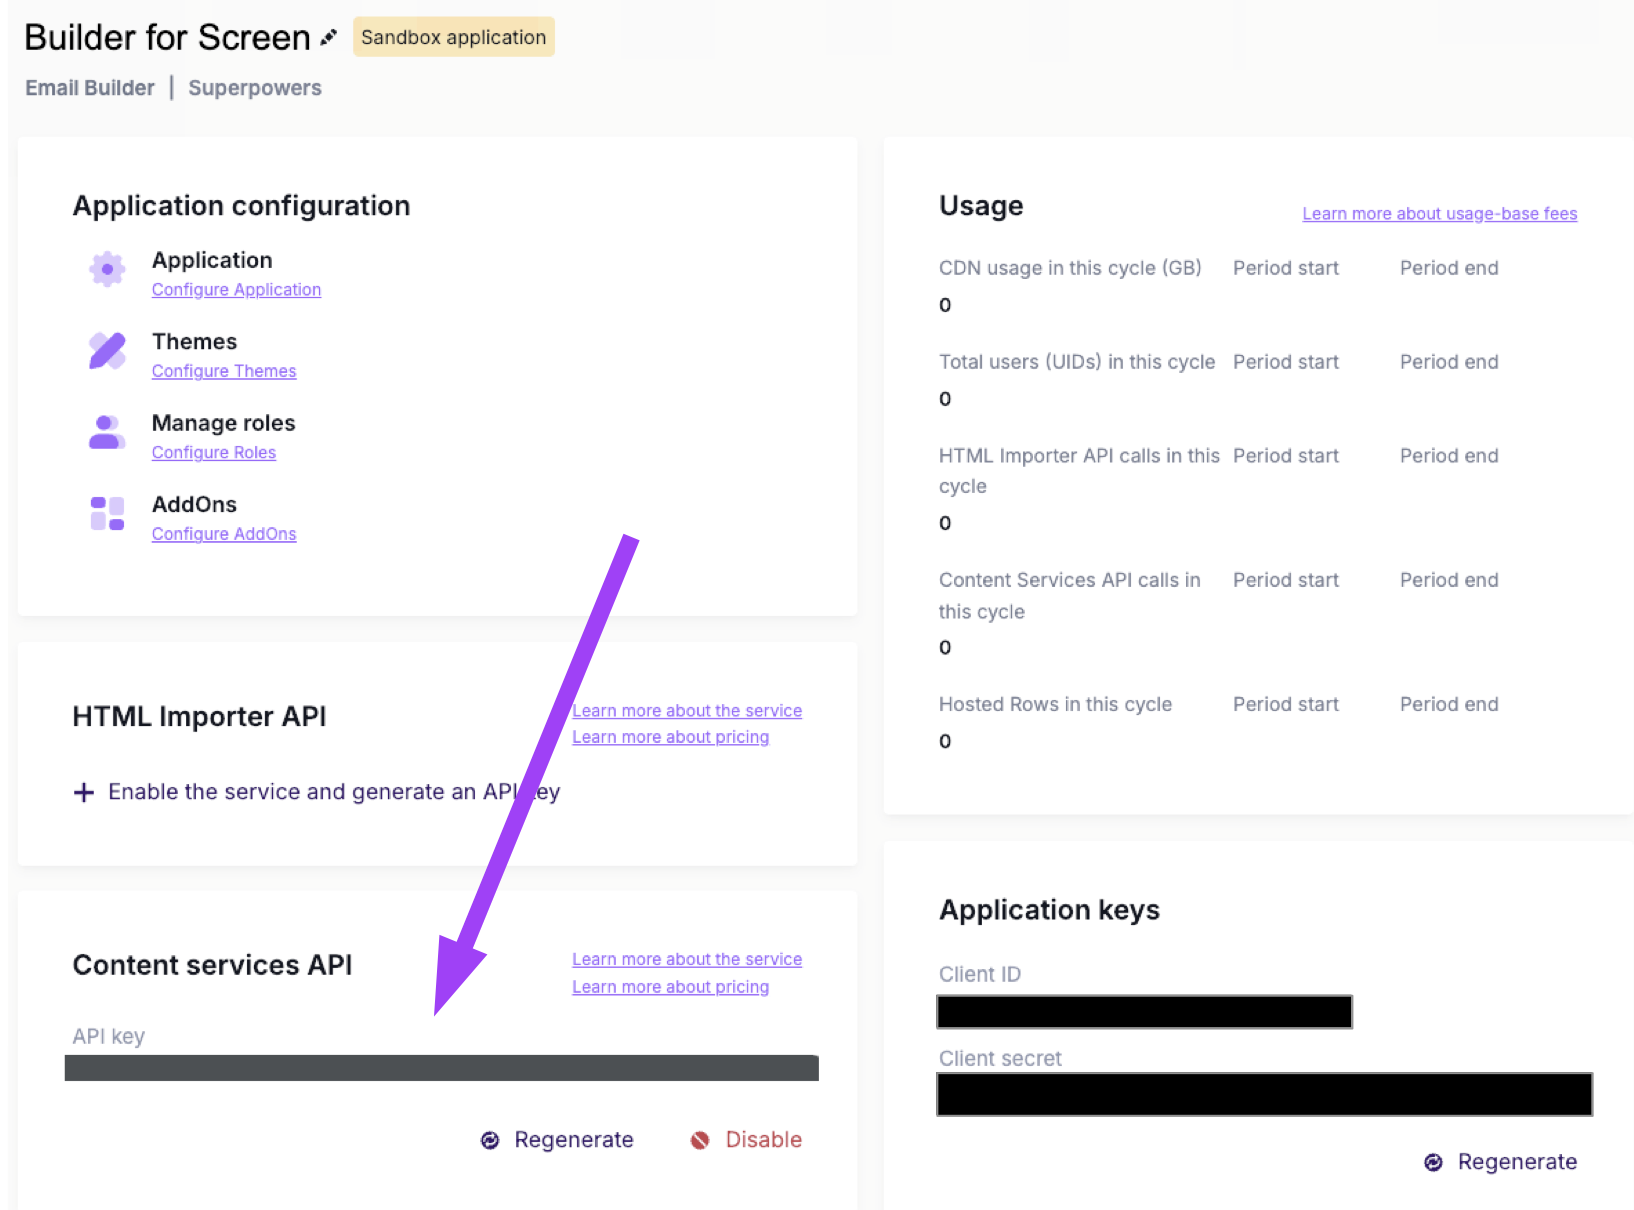 Builder for Screen
Sandbox application
Email Builder | Superpowers
Application configuration
Application
Configure Application
Themes
Configure Themes
Manage roles
Configure Roles
AddOns
Configure AddOns
HTML Importer API
Learn more about the service
Learn more about pricing
+ Enable the service and generate an API key
Content services API
Learn more about the service
Learn more about pricing
API key
Regenerate
Disable
Usage
Learn more about usage-base fees
CDN usage in this cycle (GB) Period start Period end
0
Total users (UIDs) in this cycle Period start Period end
0
HTML Importer API calls in this Period start Period end
cycle
0
Content Services API calls in Period start Period end
this cycle
0
Hosted Rows in this cycle Period start Period end
0
Application keys
Client ID
Client secret
Regenerate